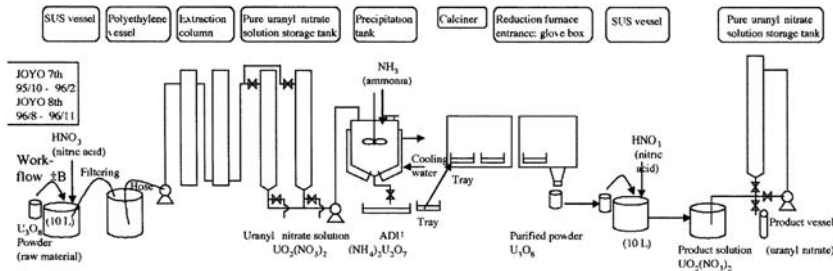 SUS vessel
Polyethylene
vessel
Extraction
column
Pure uranyl nitrate
solution storage tank
Precipitation
tank
Calciner
Reduction furnace
entrance: glove box
SUS vessel
Pure uranyl nitrate
solution storage tank
JOYO 7th
95/10 - 96/2
JOYO 8th
96/8 - 96/11
HNO3
(nitric acid)
Work-
flow ±B
Filtering
Hose
(10 L)
U3O8
Powder
(raw material)
NH3
(ammonia)
Cooling
water
Tray
Tray
Uranyl nitrate solution
UO2(NO3)2
ADU
(NH4)2U2O7
Purified powder
U3O8
HNO3
(nitric
acid)
(10 L)
Product solution
UO2(NO3)2
Product vessel
(uranyl nitrate)